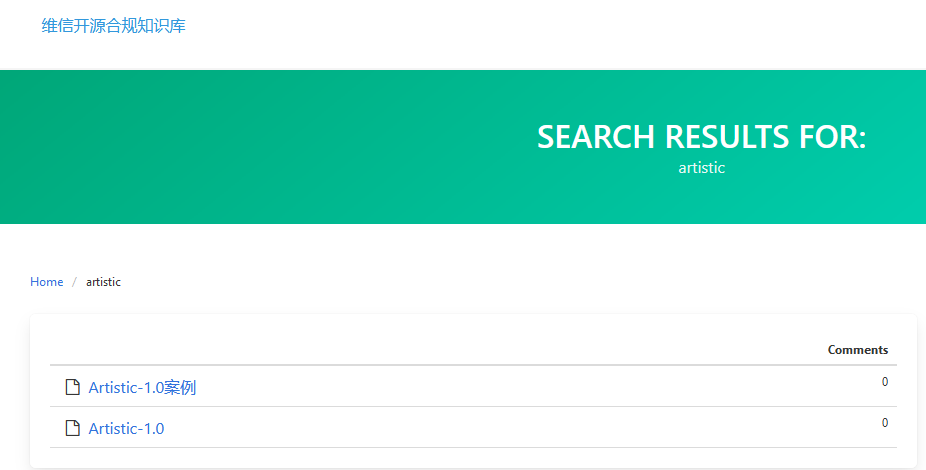 维信开源合规知识库
SEARCH RESULTS FOR:
artistic
Home / artistic
Comments
Artistic-1.0案例 0
Artistic-1.0 0